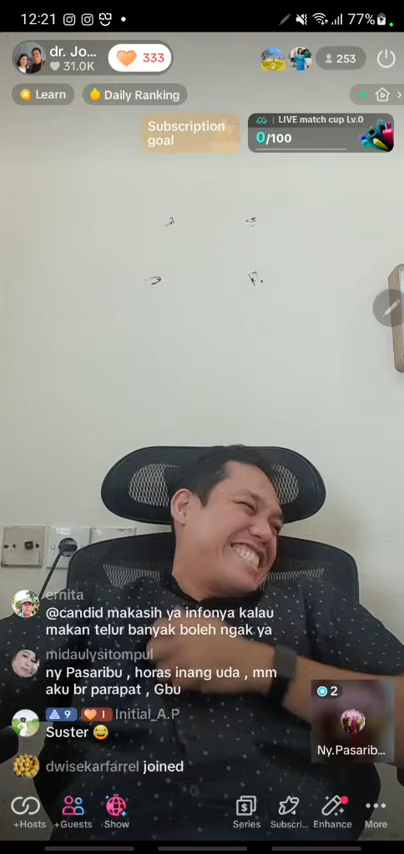 12:21
77%
dr. Jo...
31.0K
333
253
Learn
Daily Ranking
Subscription
goal
LIVE match cup Lv.0
0/100
ernita
@candid makasih ya infonya kalau
makan telur banyak boleh ngak ya
midaulysitompul
ny Pasaribu , horas inang uda , mm
aku br parapat , Gbu
9
1
Initial_A.P
Suster 😅
dwisekarfarrel joined
2
Ny.Pasarib...
+Hosts
+Guests
Show
Series
Subscri...
Enhance
More